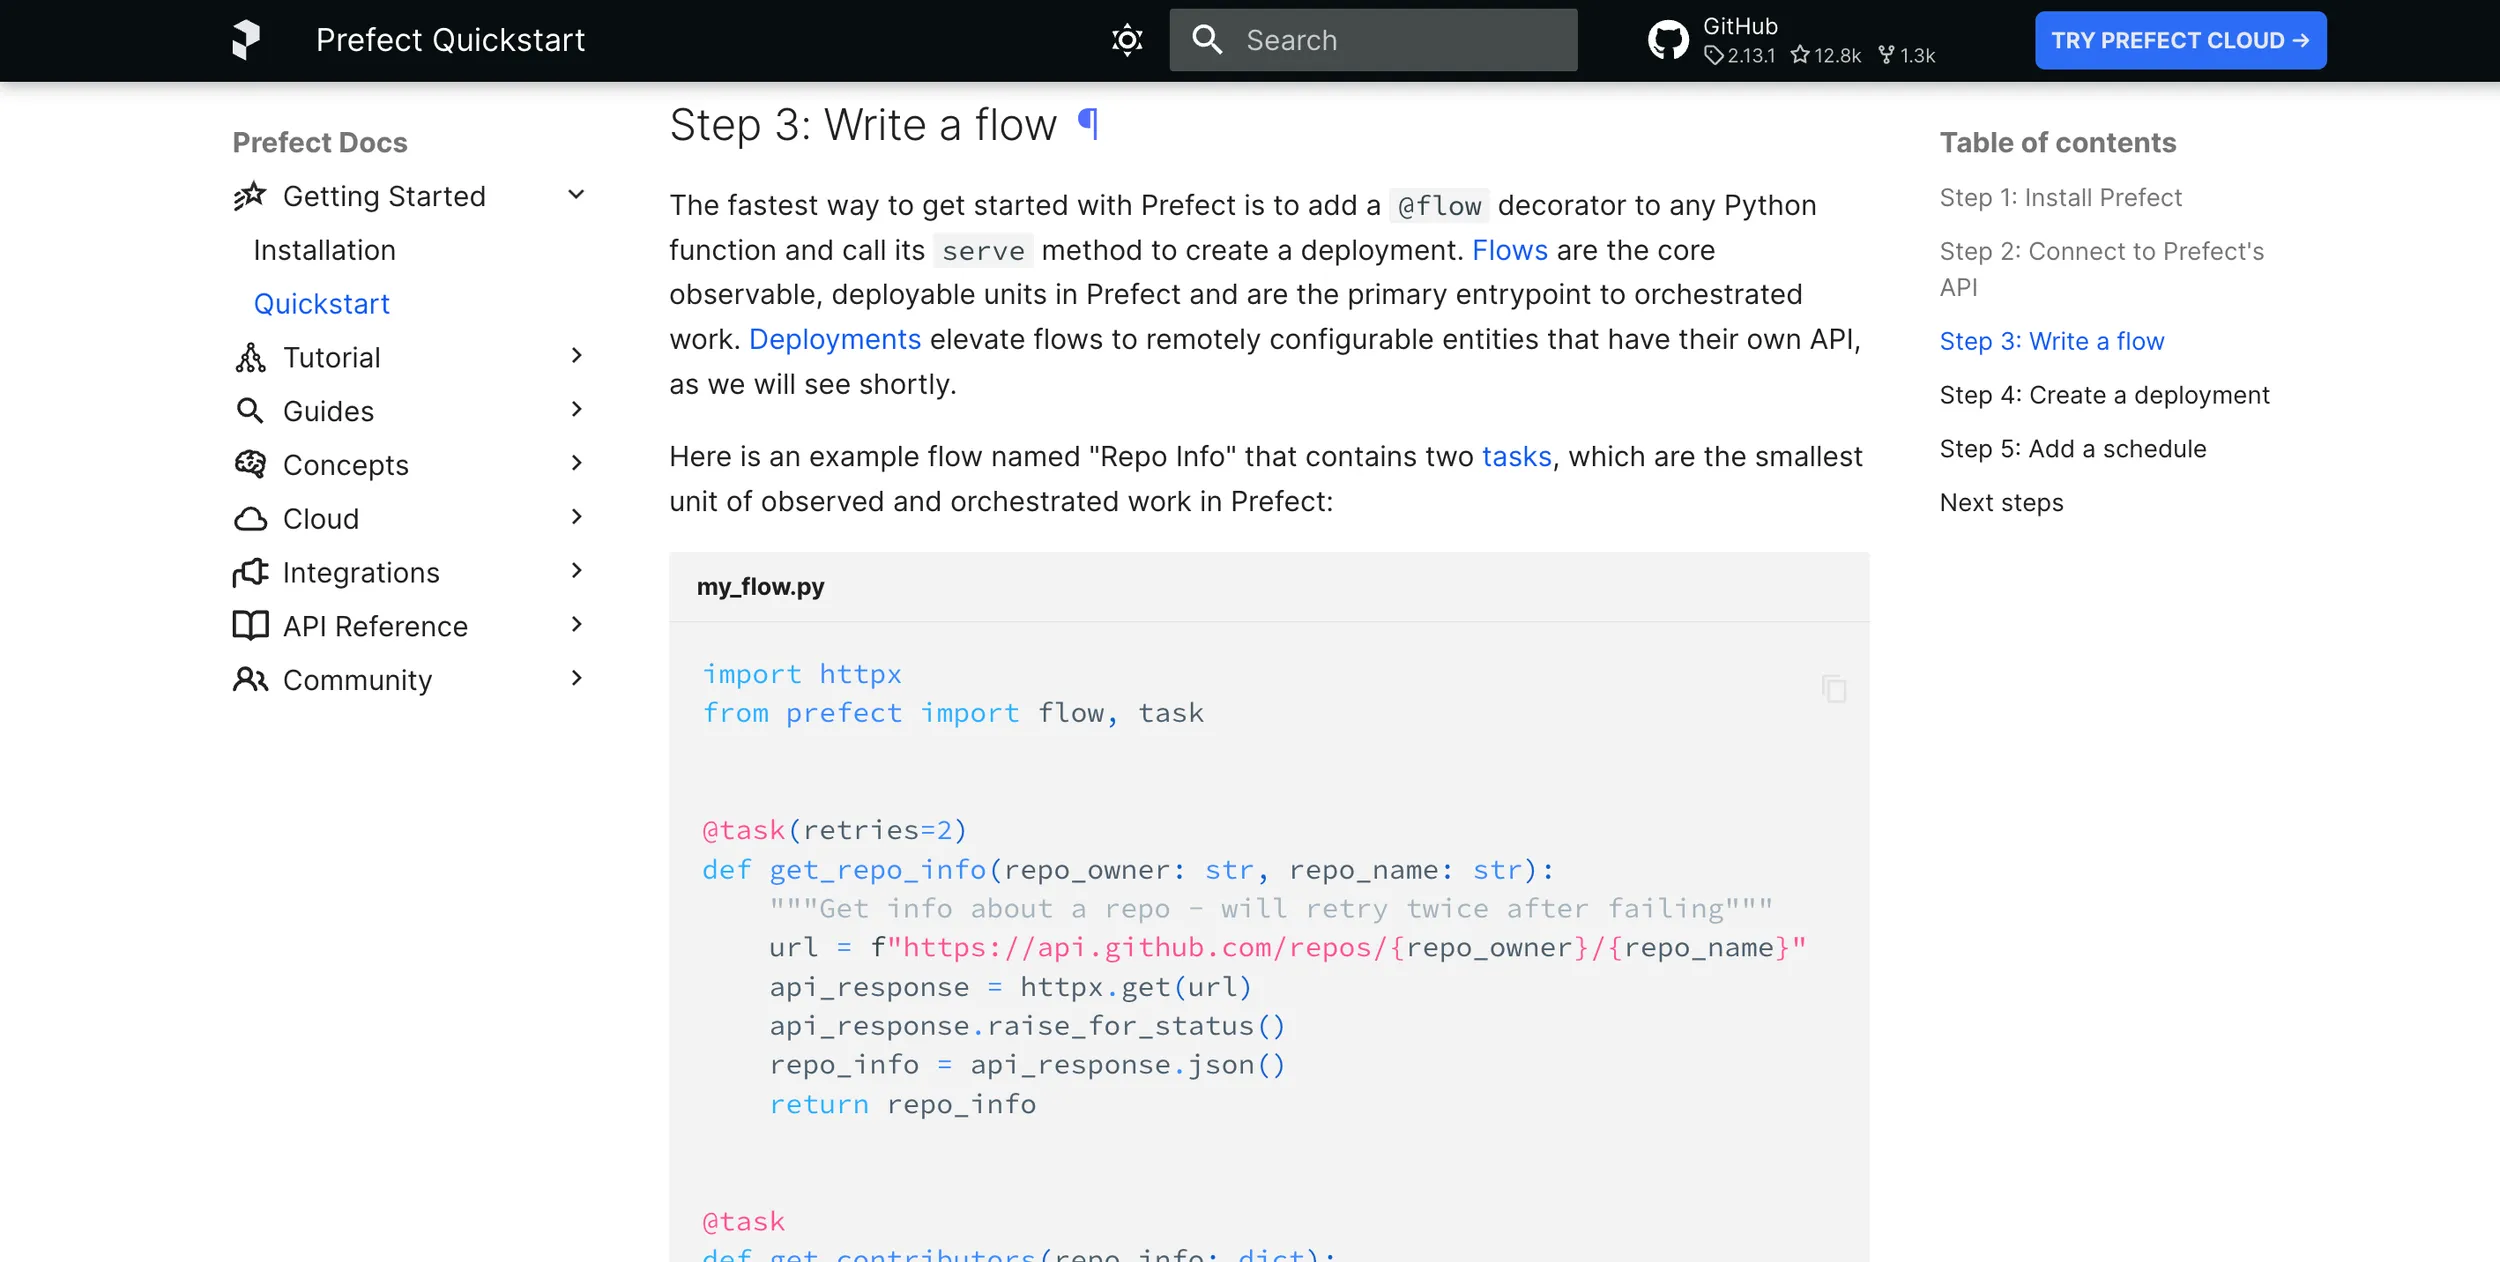 Prefect Quickstart
Search
GitHub
2.13.1 12.8k 1.3k
TRY PREFECT CLOUD →
Prefect Docs
Getting Started
Installation
Quickstart
Tutorial
Guides
Concepts
Cloud
Integrations
API Reference
Community
Step 3: Write a flow ¶
The fastest way to get started with Prefect is to add a @flow decorator to any Python
function and call its serve method to create a deployment. Flows are the core
observable, deployable units in Prefect and are the primary entrypoint to orchestrated
work. Deployments elevate flows to remotely configurable entities that have their own API,
as we will see shortly.
Here is an example flow named "Repo Info" that contains two tasks, which are the smallest
unit of observed and orchestrated work in Prefect:
my_flow.py
import httpx
from prefect import flow, task
@task(retries=2)
def get_repo_info(repo_owner: str, repo_name: str):
"""Get info about a repo - will retry twice after failing"""
url = f"https://api.github.com/repos/{repo_owner}/{repo_name}"
api_response = httpx.get(url)
api_response.raise_for_status()
repo_info = api_response.json()
return repo_info
@task
def get_contributors(repo_info: dict):
Table of contents
Step 1: Install Prefect
Step 2: Connect to Prefect's
API
Step 3: Write a flow
Step 4: Create a deployment
Step 5: Add a schedule
Next steps